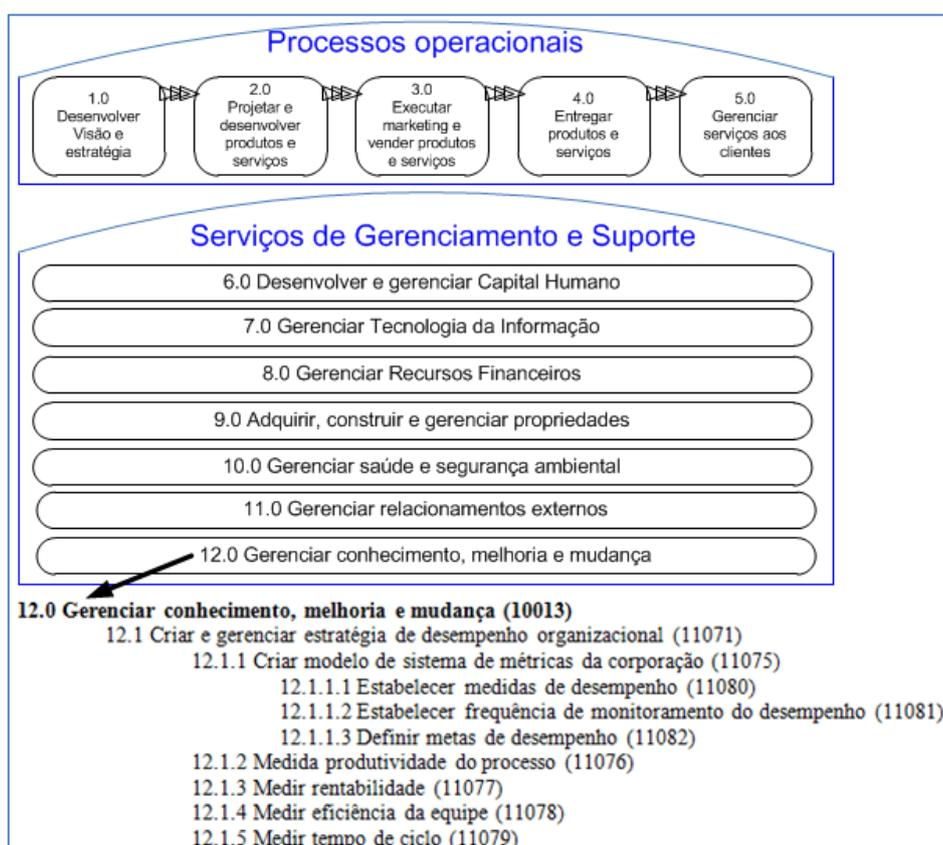 Processos operacionais
1.0
Desenvolver
Visão e
estratégia
2.0
Projetar e
desenvolver
produtos e
serviços
3.0
Executar
marketing e
vender produtos
e serviços
4.0
Entregar
produtos e
serviços
5.0
Gerenciar
serviços aos
clientes
Serviços de Gerenciamento e Suporte
6.0 Desenvolver e gerenciar Capital Humano
7.0 Gerenciar Tecnologia da Informação
8.0 Gerenciar Recursos Financeiros
9.0 Adquirir, construir e gerenciar propriedades
10.0 Gerenciar saúde e segurança ambiental
11.0 Gerenciar relacionamentos externos
12.0 Gerenciar conhecimento, melhoria e mudança
12.0 Gerenciar conhecimento, melhoria e mudança (10013)
12.1 Criar e gerenciar estratégia de desempenho organizacional (11071)
12.1.1 Criar modelo de sistema de métricas da corporação (11075)
12.1.1.1 Estabelecer medidas de desempenho (11080)
12.1.1.2 Estabelecer frequência de monitoramento do desempenho (11081)
12.1.1.3 Definir metas de desempenho (11082)
12.1.2 Medida produtividade do processo (11076)
12.1.3 Medir rentabilidade (11077)
12.1.4 Medir eficiência da equipe (11078)
12.1.5 Medir tempo de ciclo (11079)